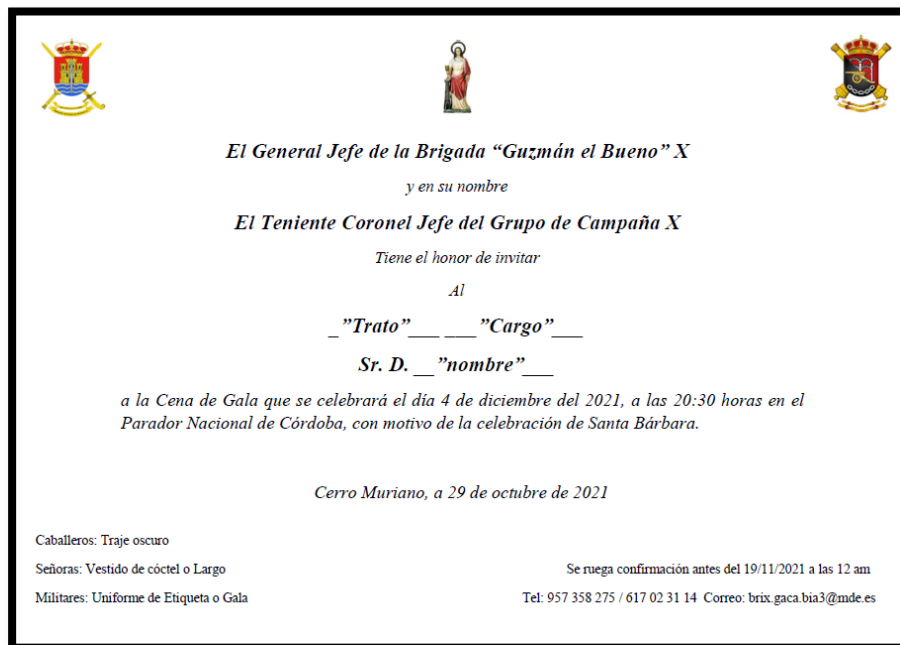 El General Jefe de la Brigada “Guzmán el Bueno” X
y en su nombre
El Teniente Coronel Jefe del Grupo de Campaña X
Tiene el honor de invitar
Al
_”Trato”___ ___”Cargo”___
Sr. D. __”nombre”___
a la Cena de Gala que se celebrará el día 4 de diciembre del 2021, a las 20:30 horas en el
Parador Nacional de Córdoba, con motivo de la celebración de Santa Bárbara.
Cerro Muriano, a 29 de octubre de 2021
Caballeros: Traje oscuro
Señoras: Vestido de cóctel o Largo
Se ruega confirmación antes del 19/11/2021 a las 12 am
Militares: Uniforme de Etiqueta o Gala
Tel: 957 358 275 / 617 02 31 14 Correo: brix.gaca.bia3@mde.es